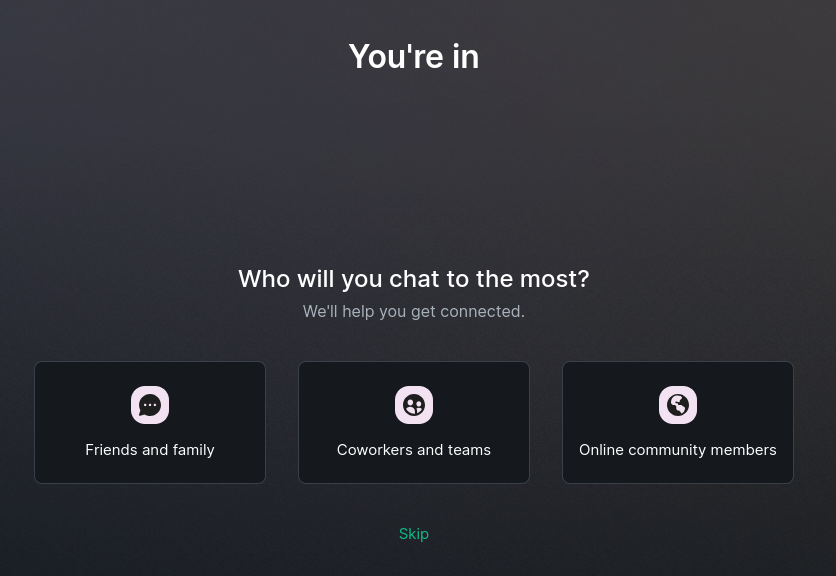 You're in
Who will you chat to the most?
We'll help you get connected.
Friends and family
Coworkers and teams
Online community members
Skip